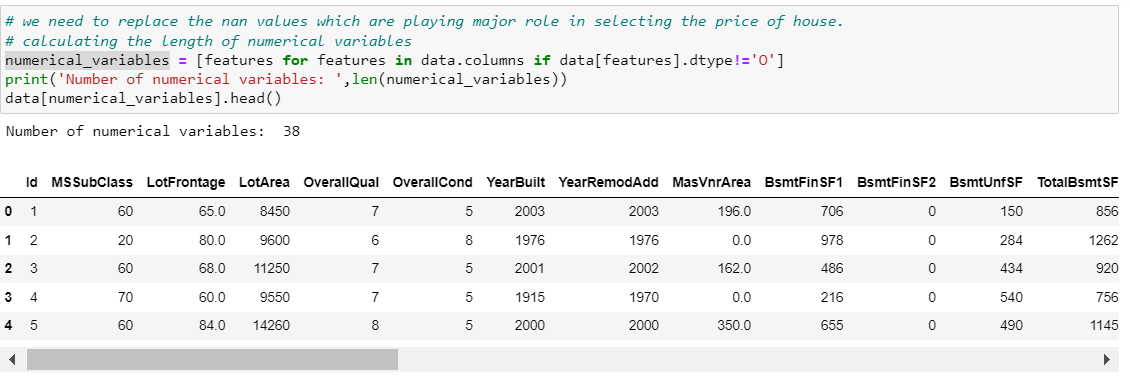 # we need to replace the nan values which are playing major role in selecting the price of house.
# calculating the length of numerical variables
numerical_variables = [features for features in data.columns if data[features].dtype!='O']
print('Number of numerical variables: ',len(numerical_variables))
data[numerical_variables].head()
Number of numerical variables:  38
Id MSSubClass LotFrontage LotArea OverallQual OverallCond YearBuilt YearRemodAdd MasVnrArea BsmtFinSF1 BsmtFinSF2 BsmtUnfSF TotalBsmtSF
0 1 60 65.0 8450 7 5 2003 2003 196.0 706 0 150 856
1 2 20 80.0 9600 6 8 1976 1976 0.0 978 0 284 1262
2 3 60 68.0 11250 7 5 2001 2002 162.0 486 0 434 920
3 4 70 60.0 9550 7 5 1915 1970 0.0 216 0 540 756
4 5 60 84.0 14260 8 5 2000 2000 350.0 655 0 490 1145